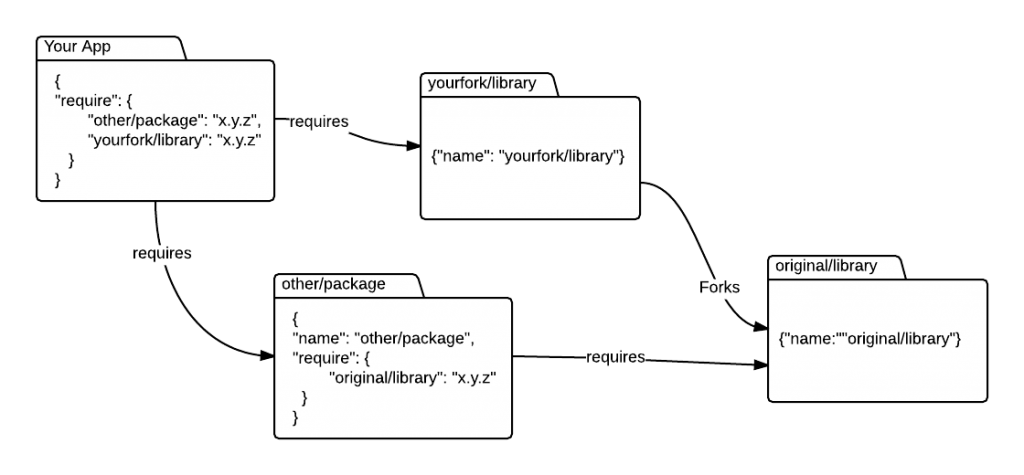 Your App
{
"require": {
"other/package": "x.y.z",
"yourfork/library": "x.y.z"
}
}
requires
yourfork/library
{"name": "yourfork/library"}
requires
Forks
original/library
{"name:""original/library"}
other/package
{
"name": "other/package",
"require": {
"original/library": "x.y.z"
}
}
requires